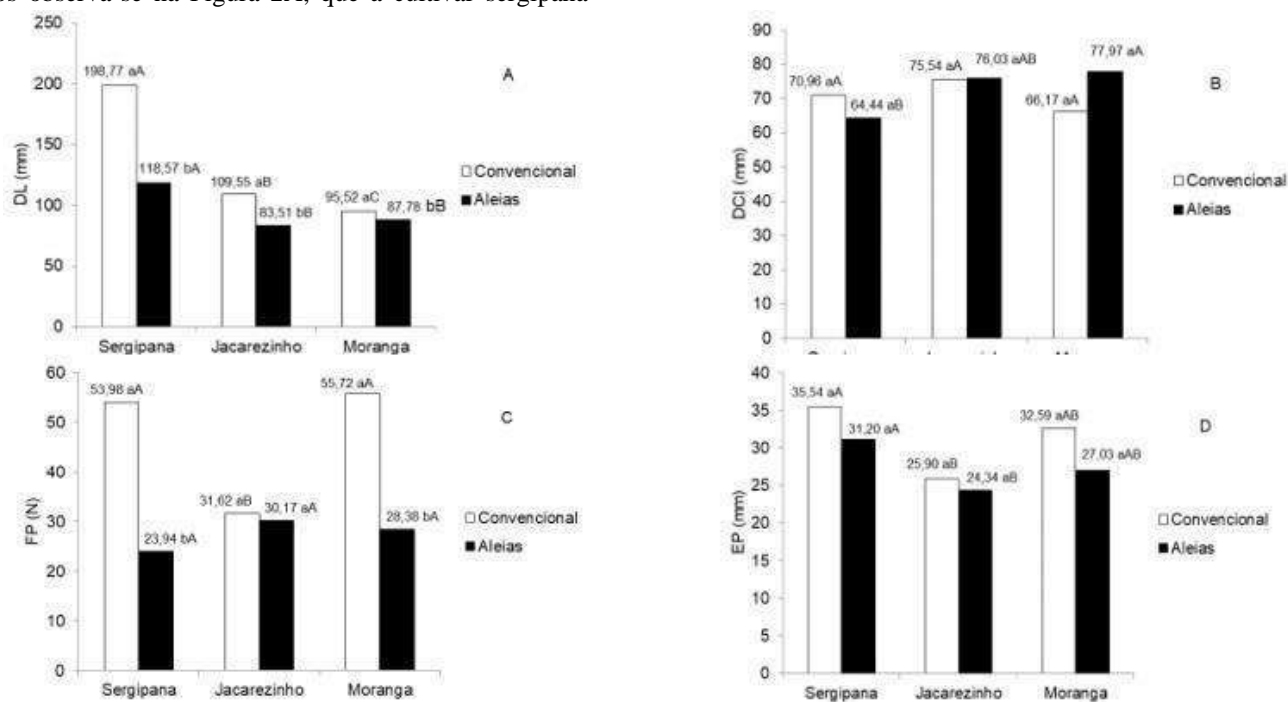 observa-se na Figura 2A, que a cultivar sergipana
250
200
150
100
50
0
DL (mm)
198,77 aA
118,57 bA
109,55 aB
83,51 bB
95,52 aC
87,78 bB
A
Convencional
Aleias
Sergipana Jacarezinho Moranga
90
80
70
60
50
40
30
20
10
0
DCI (mm)
70,96 aA
64,44 aB
75,54 aA
76,03 aAB
66,17 aA
77,97 aA
B
Convencional
Aleias
60
50
40
30
20
10
0
FP (N)
53,98 aA
23,94 bA
31,62 aB
30,17 aA
55,72 aA
28,38 bA
C
Convencional
Aleias
Sergipana Jacarezinho Moranga
40
35
30
25
20
15
10
5
0
EP (mm)
35,54 aA
31,20 aA
25,90 aB
24,34 aB
32,59 aAB
27,03 aAB
D
Convencional
Aleias
Sergipana Jacarezinho Moranga